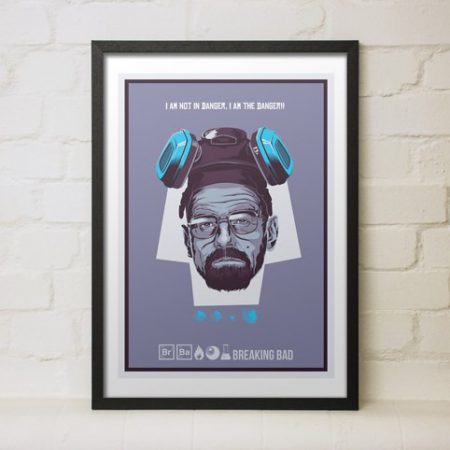 I AM NOT IN DANGER, I AM THE DANGER!!
Br Ba BREAKING BAD